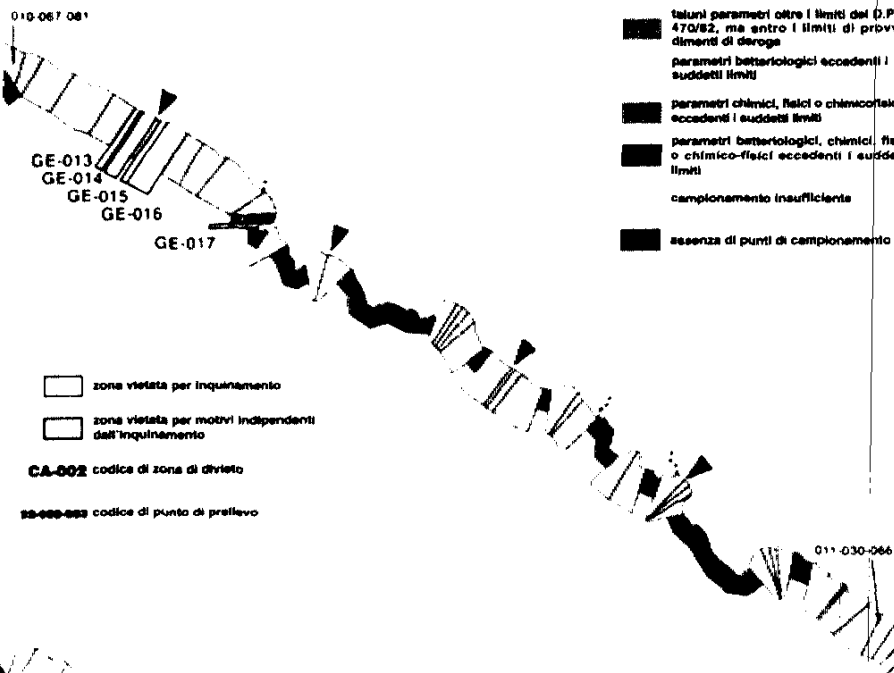 010-067-081
taluni parametri oltre i limiti del D.P
470/82, ma entro i limiti di provv
dimenti di deroga
parametri batteriologici eccedenti i
suddetti limiti
parametri chimici, fisici o chimicofisic
eccedenti i suddetti limiti
parametri batteriologici, chimici, fis
o chimico-fisici eccedenti i sudde
limiti
campionamento insufficiente
assenza di punti di campionamento
GE-013
GE-014
GE-015
GE-016
GE-017
zona vietata per inquinamento
zona vietata per motivi indipendenti
dall'inquinamento
CA-002 codice di zona di divieto
codice di punto di prelievo
011-030-066